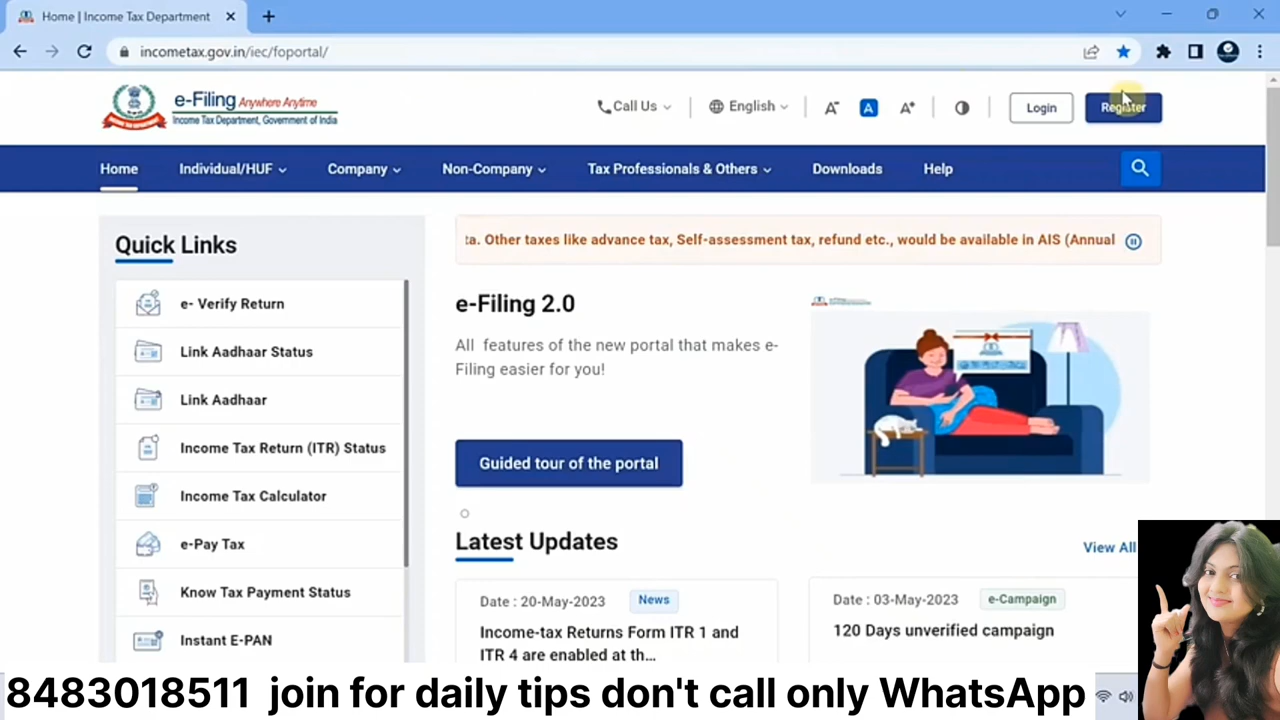 Home | Income Tax Department
incometax.gov.in/iec/foportal/
e-Filing Anywhere Anytime
Income Tax Department, Government of India
Call Us
English
A-
A
A+
Login
Register
Home
Individual/HUF
Company
Non-Company
Tax Professionals & Others
Downloads
Help
Quick Links
e- Verify Return
Link Aadhaar Status
Link Aadhaar
Income Tax Return (ITR) Status
Income Tax Calculator
e-Pay Tax
Know Tax Payment Status
Instant E-PAN
ta. Other taxes like advance tax, Self-assessment tax, refund etc., would be available in AIS (Annual
e-Filing 2.0
All features of the new portal that makes e-
Filing easier for you!
Guided tour of the portal
Latest Updates
View All
Date : 20-May-2023
News
Income-tax Returns Form ITR 1 and
ITR 4 are enabled at th...
Date : 03-May-2023
e-Campaign
120 Days unverified campaign
8483018511 join for daily tips don't call only WhatsApp